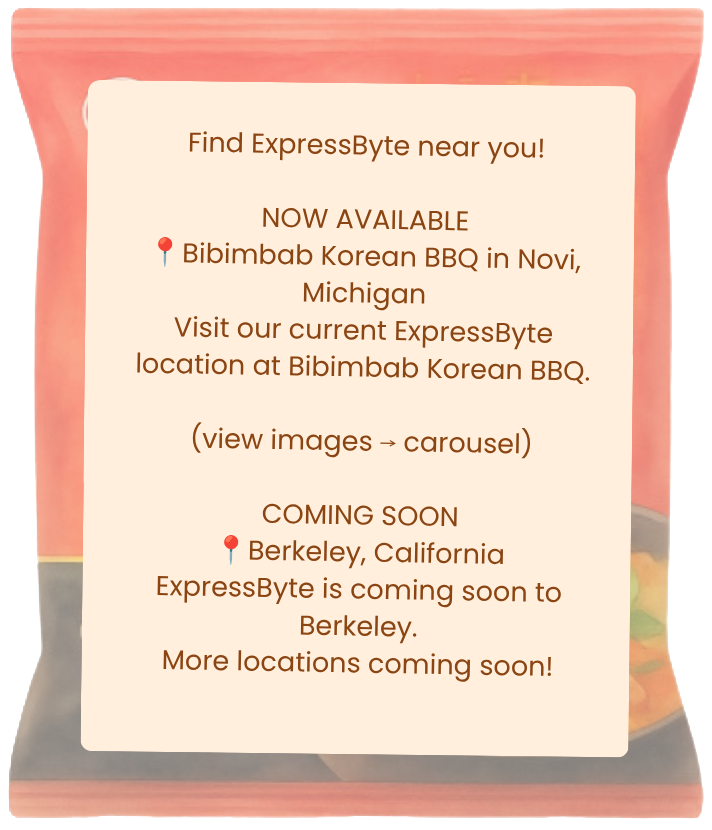 Find ExpressByte near you!
NOW AVAILABLE
📍Bibimbab Korean BBQ in Novi,
Michigan
Visit our current ExpressByte
location at Bibimbab Korean BBQ.
(view images → carousel)
COMING SOON
📍Berkeley, California
ExpressByte is coming soon to
Berkeley.
More locations coming soon!